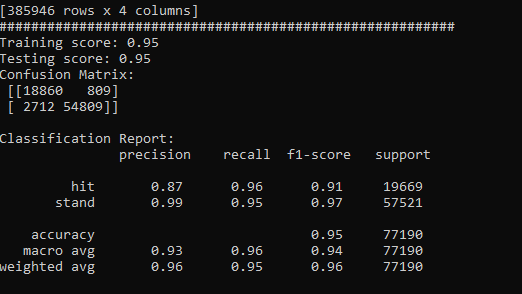 [385946 rows x 4 columns]
#########################################################
Training score: 0.95
Testing score: 0.95
Confusion Matrix:
[[18860 809]
[ 2712 54809]]
Classification Report:
precision recall f1-score support
hit 0.87 0.96 0.91 19669
stand 0.99 0.95 0.97 57521
accuracy 0.95 77190
macro avg 0.93 0.96 0.94 77190
weighted avg 0.96 0.95 0.96 77190